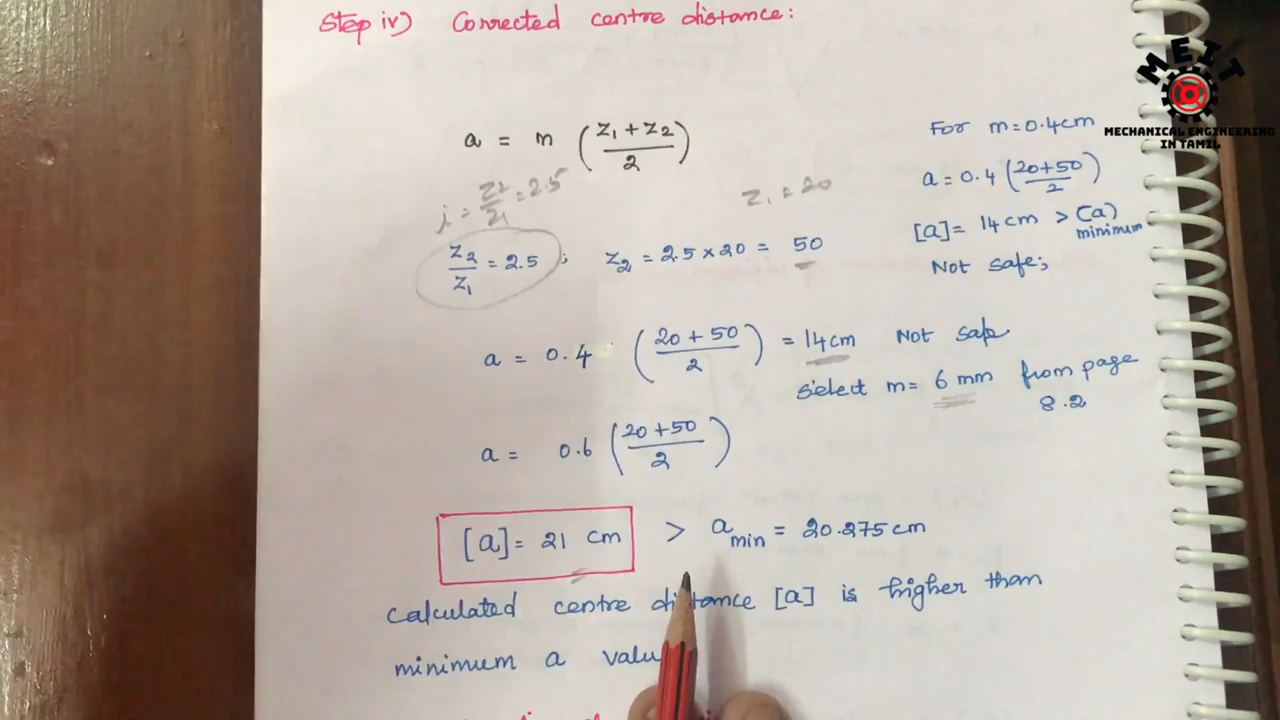 Step iv) Corrected centre distance:
a = m ( (Z1 + Z2) / 2 )
i = Z2/Z1 = 2.5
Z1 = 20
Z2/Z1 = 2.5 ; Z2 = 2.5 × 20 = 50
a = 0.4 ( (20 + 50) / 2 ) = 14cm Not safe
Select m = 6 mm from page
8.2
a = 0.6 ( (20 + 50) / 2 )
[a] = 21 cm > a min = 20.275 cm
Calculated centre distance [a] is higher than
minimum a valu
For m = 0.4cm
a = 0.4 ( (20+50) / 2 )
[a] = 14 cm > (a) minimum
Not safe;
MEIT
MECHANICAL ENGINEERING
IN TAMIL